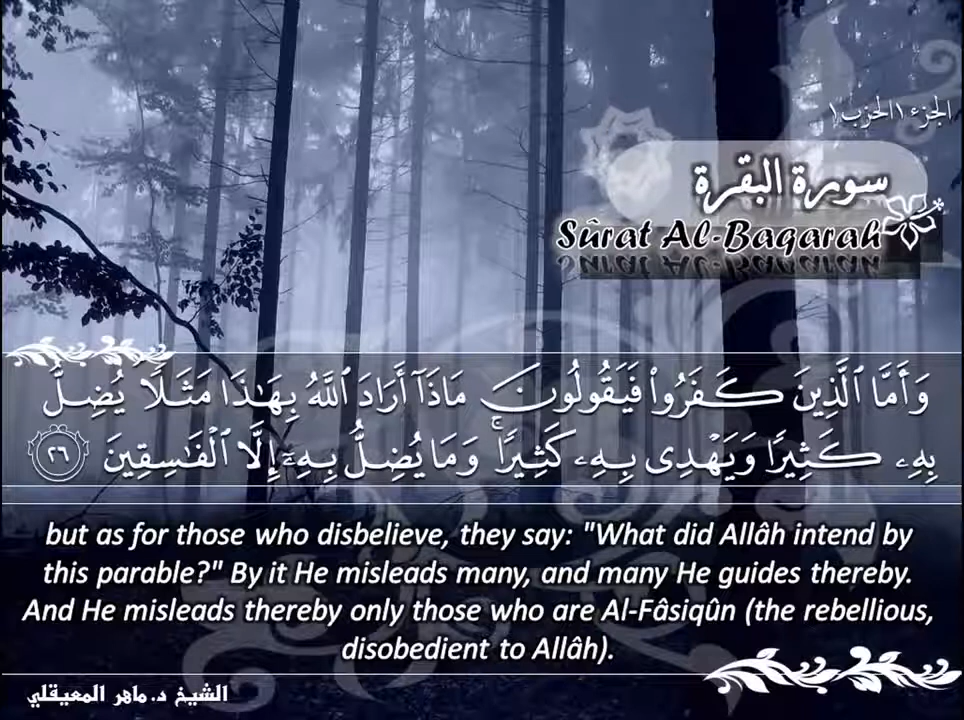 الجزء ١ الحزب ١
سورة البقرة
Sûrat Al-Baqarah
وَأَمَّا ٱلَّذِينَ كَفَرُوا۟ فَيَقُولُونَ مَاذَآ أَرَادَ ٱللَّهُ بِهَـٰذَا مَثَلًا ۘ يُضِلُّ
بِهِۦ كَثِيرًا وَيَهْدِى بِهِۦ كَثِيرًا ۚ وَمَا يُضِلُّ بِهِۦٓ إِلَّا ٱلْفَـٰسِقِينَ ٢٦
but as for those who disbelieve, they say: "What did Allâh intend by
this parable?" By it He misleads many, and many He guides thereby.
And He misleads thereby only those who are Al-Fâsiqûn (the rebellious,
disobedient to Allâh).
الشيخ د. ماهر المعيقلي